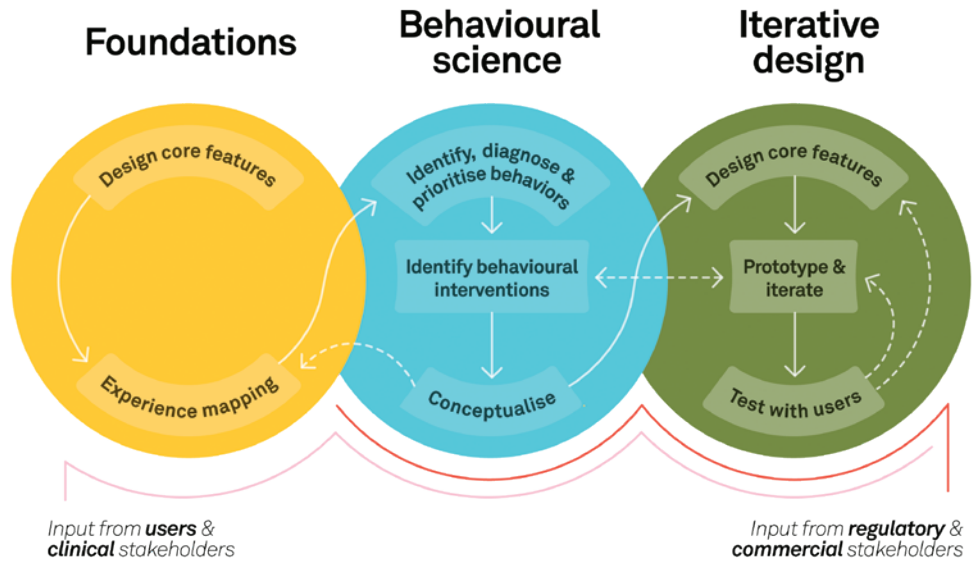 Foundations
Behavioural
science
Iterative
design
Design core features
Experience mapping
Identify, diagnose &
prioritise behaviors
Identify behavioural
interventions
Conceptualise
Design core features
Prototype &
iterate
Test with users
Input from users &
clinical stakeholders
Input from regulatory &
commercial stakeholders